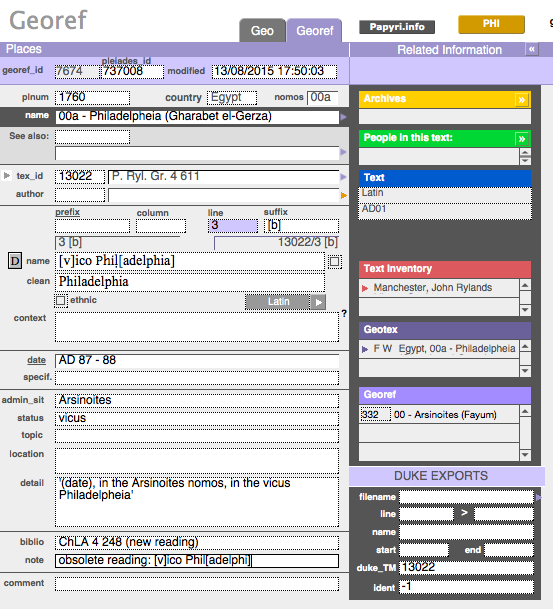 Georef
Geo
Georef
Papyri.info
PHI
Places
Related Information
«
pleiades_id
georef_id 7674 737008 modified 13/08/2015 17:50:03
plnum 1760 country Egypt nomos 00a
name 00a - Philadelpheia (Gharabet el-Gerza)
See also:
tex_id 13022 P. Ryl. Gr. 4 611
author
prefix column line suffix
3 [b]
3 [b] 13022/3 [b]
D name [v]ico Phil[adelphia]
clean Philadelphia
ethnic Latin
context ?
date AD 87 - 88
specif.
admin_sit Arsinoites
status vicus
topic
location
detail '(date), in the Arsinoites nomos, in the vicus
Philadelpheia'
biblio ChLA 4 248 (new reading)
note obsolete reading: [v]ico Phil[adelphi]
comment
Archives »
People in this text: »
Text
Latin
AD01
Text Inventory
Manchester, John Rylands
Geotex
F W Egypt, 00a - Philadelpheia
Georef
332 00 - Arsinoites (Fayum)
DUKE EXPORTS
filename
line >
name
start end
duke_TM 13022
ident -1